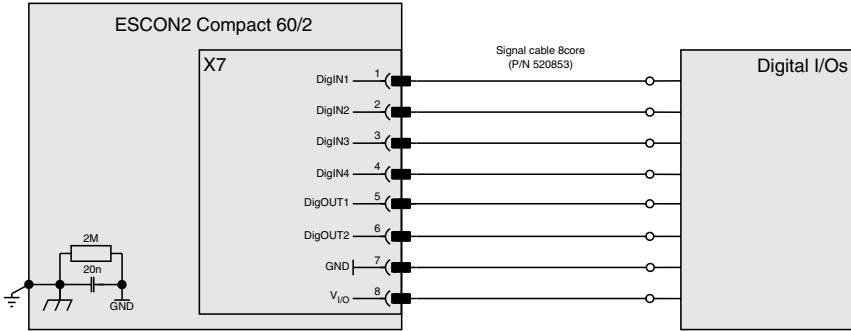 ESCON2 Compact 60/2
X7
Signal cable 8core
(P/N 520853)
Digital I/Os
DigIN1 1
DigIN2 2
DigIN3 3
DigIN4 4
DigOUT1 5
DigOUT2 6
GND 7
V_I/O 8
2M
20n
GND